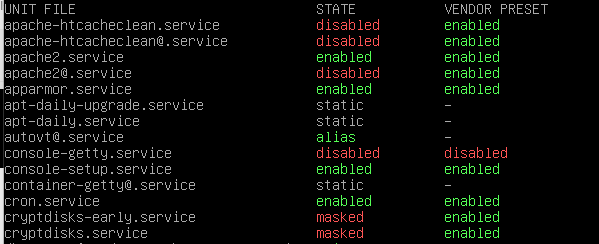 UNIT FILE STATE VENDOR PRESET
apache-htcacheclean.service disabled enabled
apache-htcacheclean@.service disabled enabled
apache2.service enabled enabled
apache2@.service disabled enabled
apparmor.service enabled enabled
apt-daily-upgrade.service static -
apt-daily.service static -
autovt@.service alias -
console-getty.service disabled disabled
console-setup.service enabled enabled
container-getty@.service static -
cron.service enabled enabled
cryptdisks-early.service masked enabled
cryptdisks.service masked enabled